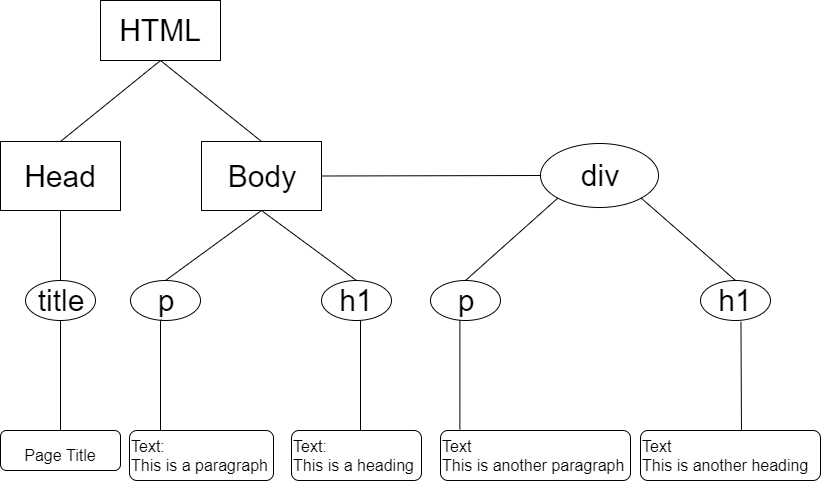 HTML
Head
Body
div
title
p
h1
p
h1
Page Title
Text:
This is a paragraph
Text:
This is a heading
Text
This is another paragraph
Text
This is another heading